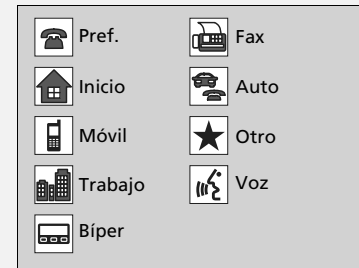 Pref.
Fax
Inicio
Auto
Móvil
Otro
Trabajo
Voz
Bíper